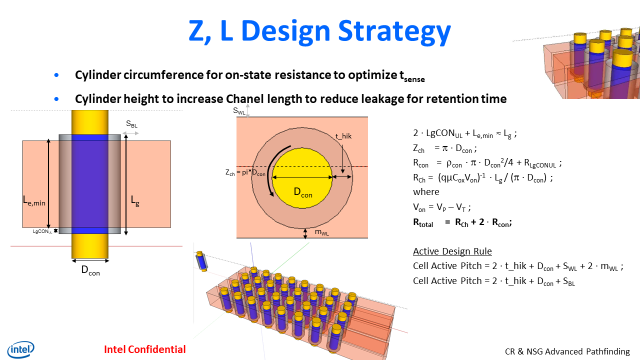 Z, L Design Strategy
• Cylinder circumference for on-state resistance to optimize tsense
• Cylinder height to increase Chanel length to reduce leakage for retention time
SBL
Le,min
Lg
LgCONUL
Dcon
SWL
t_hik
Zch = pi*Dcon
Dcon
mWL
2 · LgCONUL + Le,min ≈ Lg ;
Zch = π · Dcon ;
Rcon = ρcon · π · Dcon²/4 + RLgCONUL ;
RCh = (qμCoxVon)-1 · Lg / (π · Dcon) ;
where
Von = VP – VT ;
Rtotal = RCh + 2 · Rcon;
Active Design Rule
Cell Active Pitch = 2 · t_hik + Dcon + SWL + 2 · mWL ;
Cell Active Pitch = 2 · t_hik + Dcon + SBL
intel
Intel Confidential
CR & NSG Advanced Pathfinding